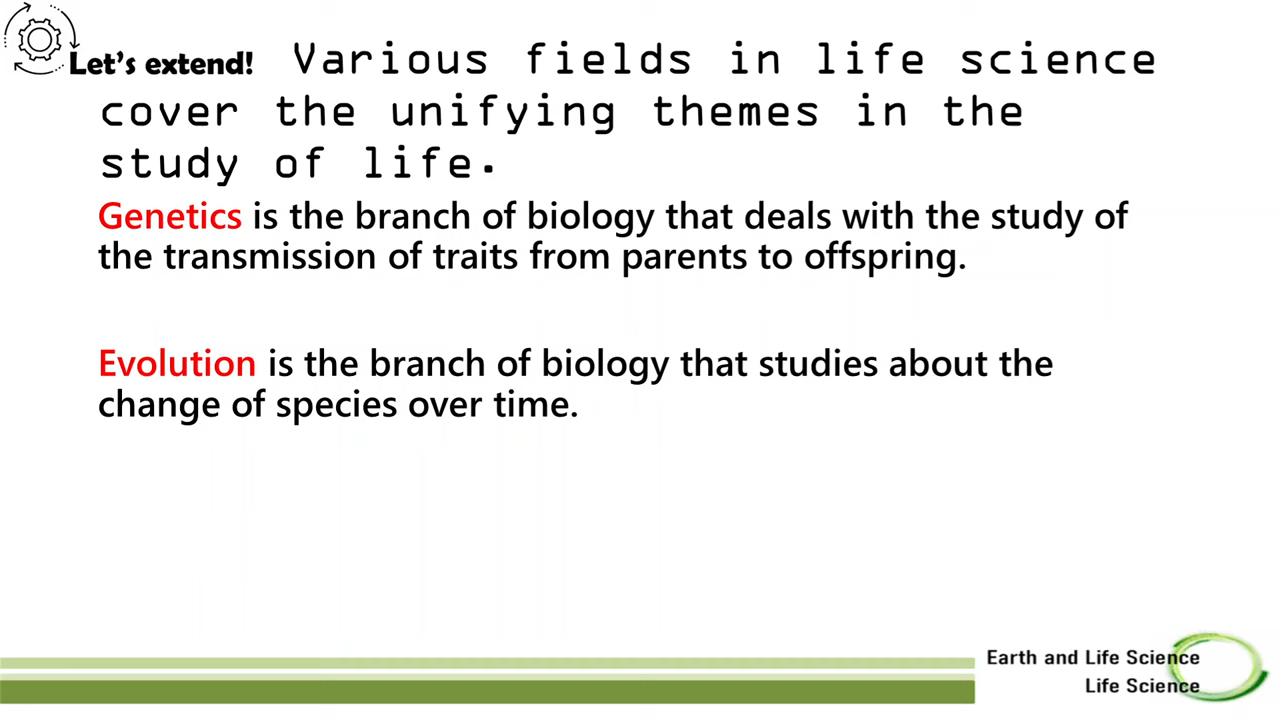 Let's extend! Various fields in life science
cover the unifying themes in the
study of life.
Genetics is the branch of biology that deals with the study of
the transmission of traits from parents to offspring.
Evolution is the branch of biology that studies about the
change of species over time.
Earth and Life Science
Life Science